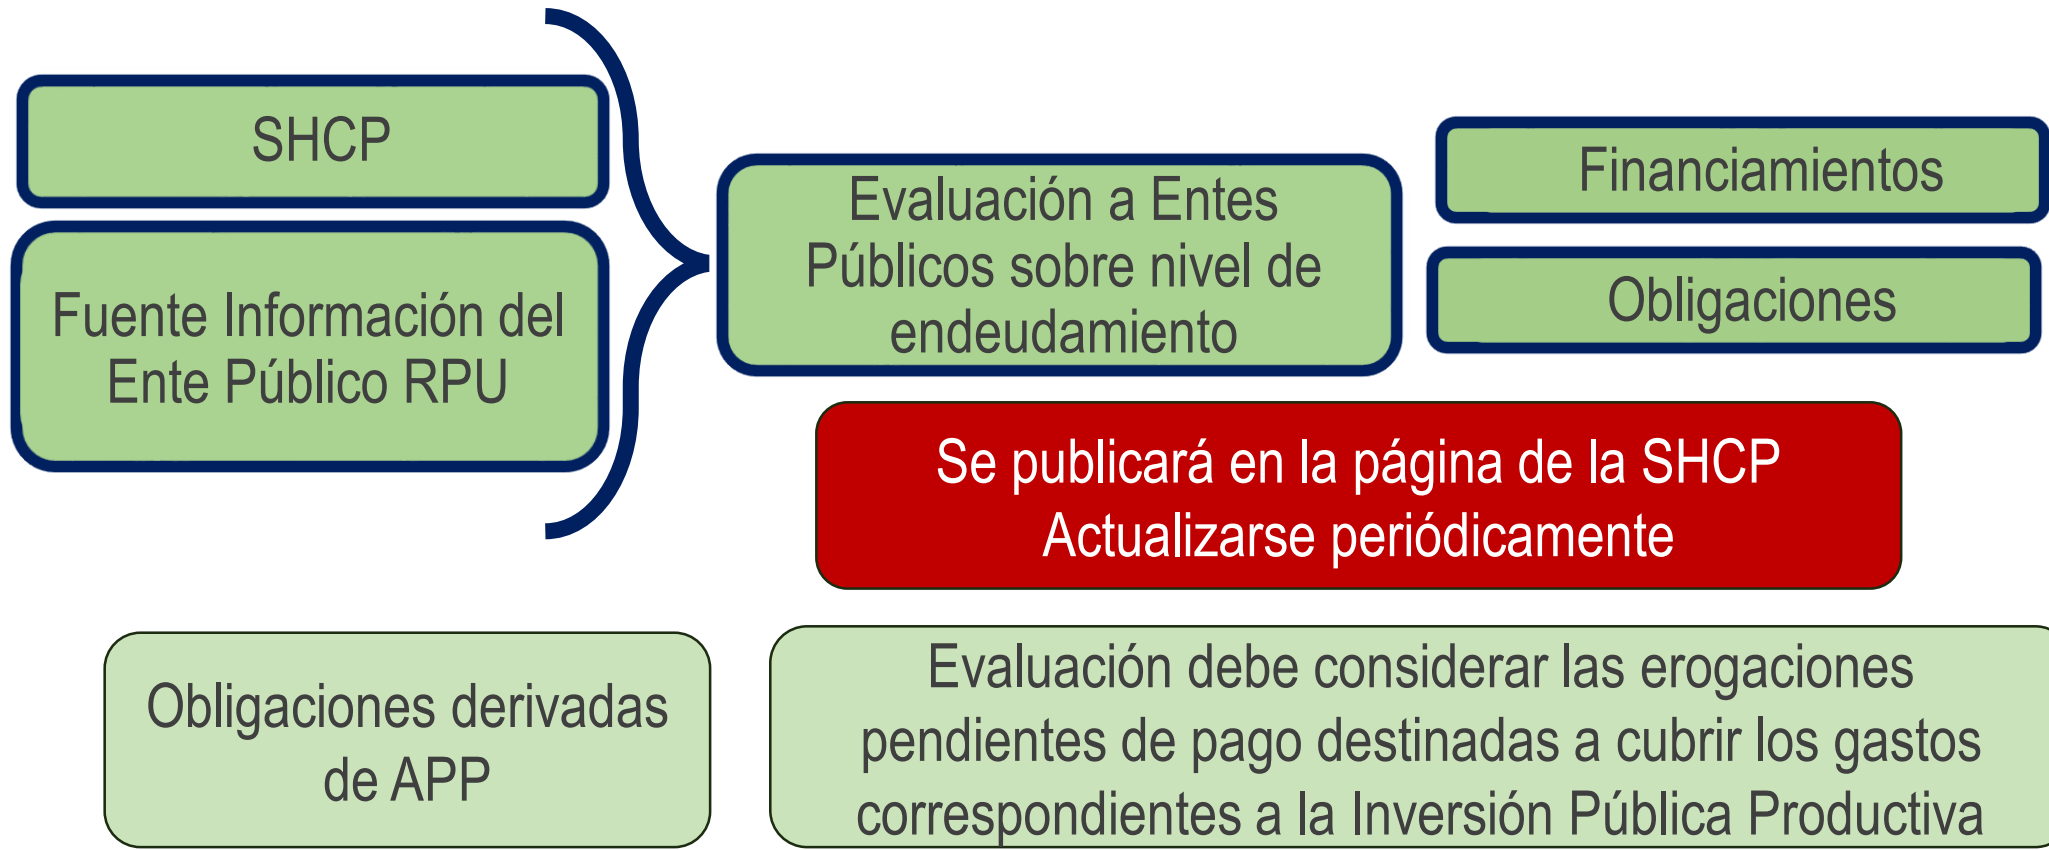 SHCP
Fuente Información del
Ente Público RPU
Evaluación a Entes
Públicos sobre nivel de
endeudamiento
Financiamientos
Obligaciones
Se publicará en la página de la SHCP
Actualizarse periódicamente
Obligaciones derivadas
de APP
Evaluación debe considerar las erogaciones
pendientes de pago destinadas a cubrir los gastos
correspondientes a la Inversión Pública Productiva